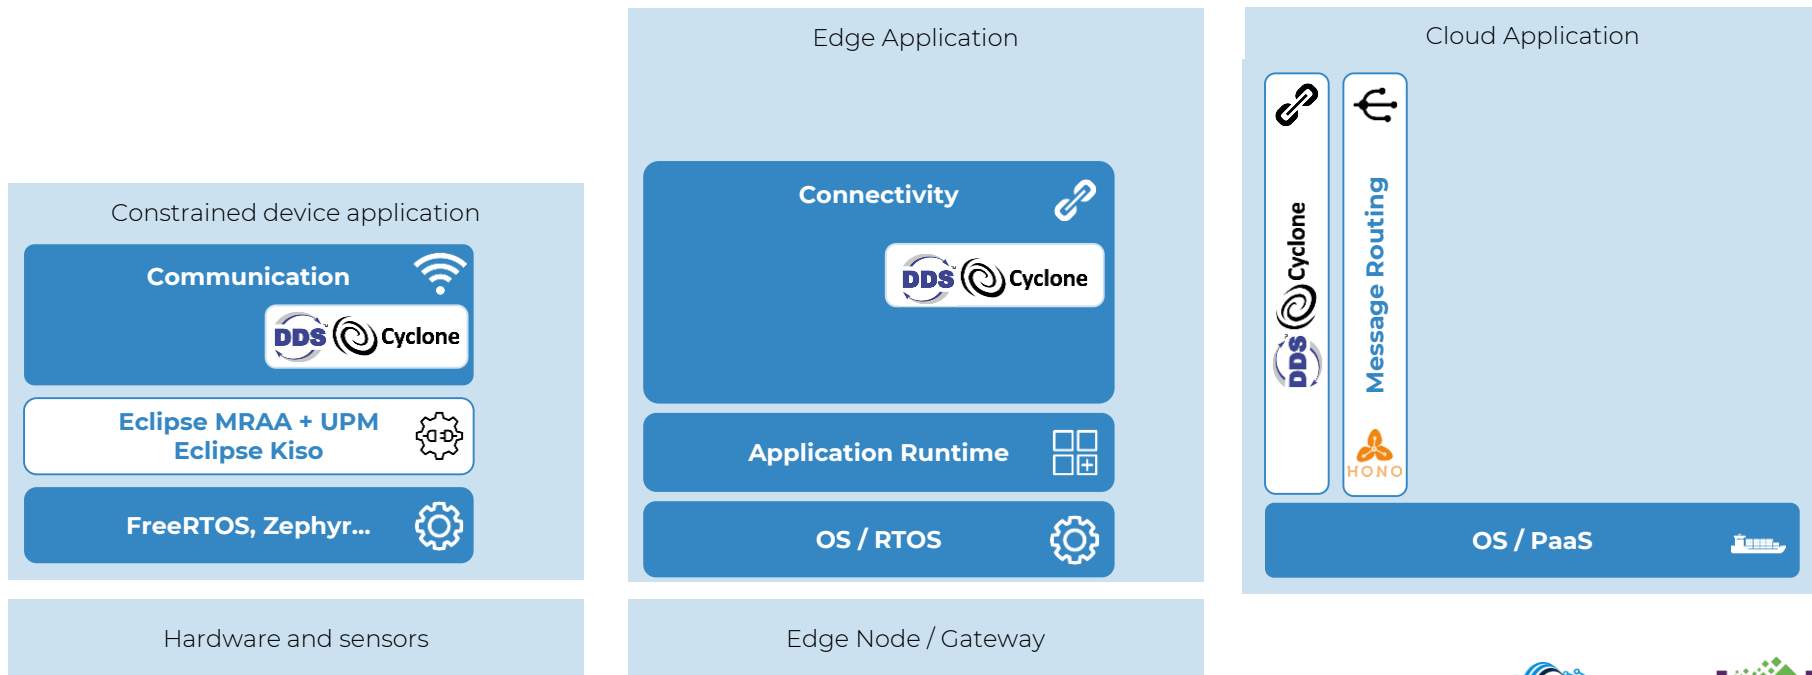 Constrained device application
Communication
DDS Cyclone
Eclipse MRAA + UPM
Eclipse Kiso
FreeRTOS, Zephyr...
Hardware and sensors
Edge Application
Connectivity
DDS Cyclone
Application Runtime
OS / RTOS
Edge Node / Gateway
Cloud Application
DDS Cyclone
Message Routing
HONO
OS / PaaS